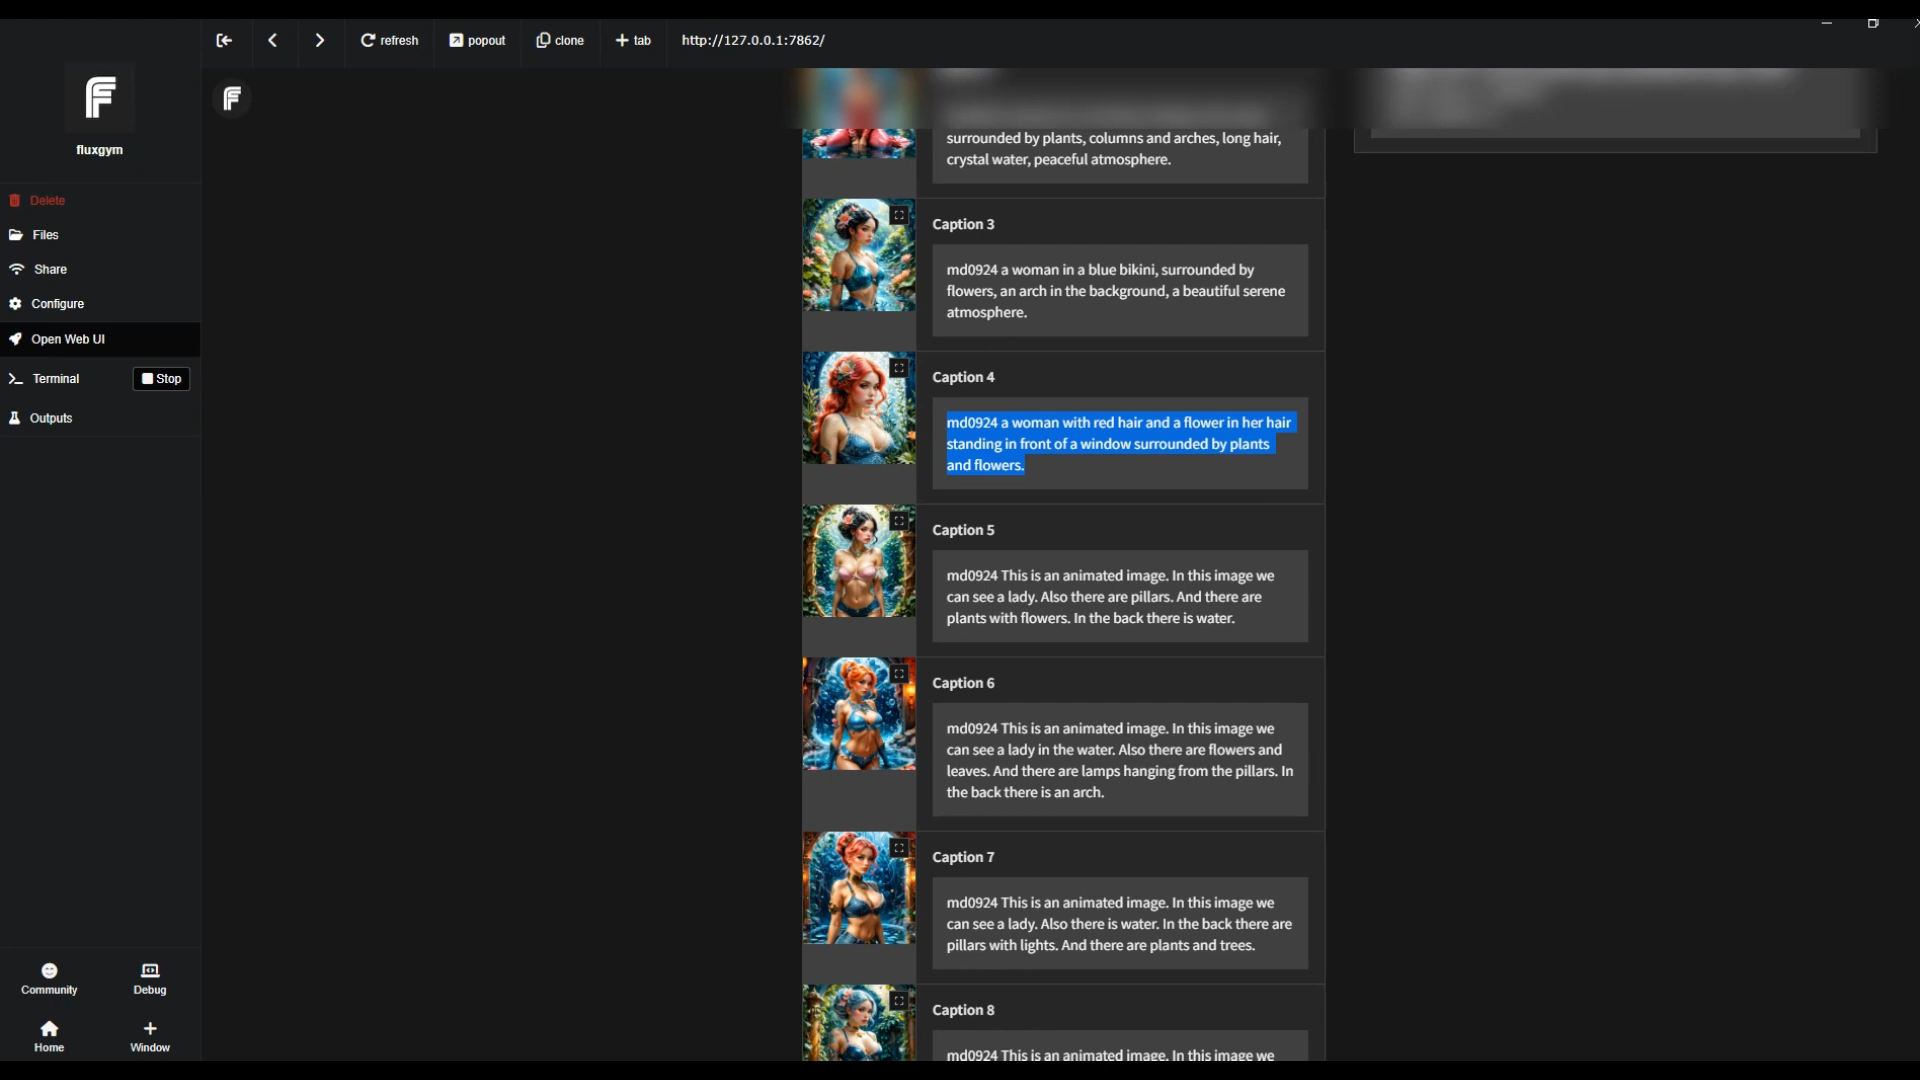 refresh
popout
clone
tab
http://127.0.0.1:7862/
fluxgym
Delete
Files
Share
Configure
Open Web UI
Terminal
Stop
Outputs
Community
Debug
Home
Window
surrounded by plants, columns and arches, long hair,
crystal water, peaceful atmosphere.
Caption 3
md0924 a woman in a blue bikini, surrounded by
flowers, an arch in the background, a beautiful serene
atmosphere.
Caption 4
md0924 a woman with red hair and a flower in her hair
standing in front of a window surrounded by plants
and flowers.
Caption 5
md0924 This is an animated image. In this image we
can see a lady. Also there are pillars. And there are
plants with flowers. In the back there is water.
Caption 6
md0924 This is an animated image. In this image we
can see a lady in the water. Also there are flowers and
leaves. And there are lamps hanging from the pillars. In
the back there is an arch.
Caption 7
md0924 This is an animated image. In this image we
can see a lady. Also there is water. In the back there are
pillars with lights. And there are plants and trees.
Caption 8
md0924 This is an animated image. In this image we